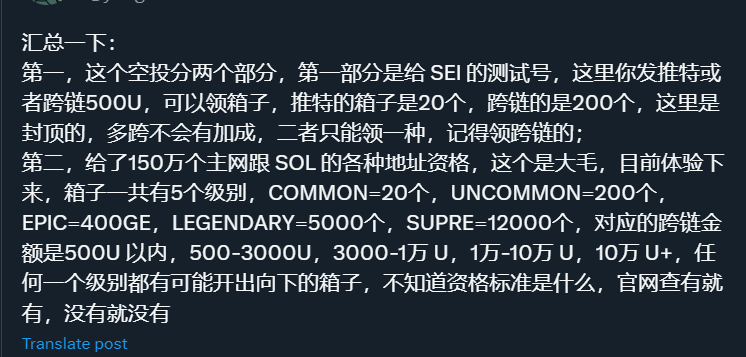 汇总一下：
第一，这个空投分两个部分，第一部分是给 SEI 的测试号，这里你发推特或
者跨链500U，可以领箱子，推特的箱子是20个，跨链的是200个，这里是
封顶的，多跨不会有加成，二者只能领一种，记得领跨链的；
第二，给了150万个主网跟 SOL 的各种地址资格，这个是大毛，目前体验下
来，箱子一共有5个级别，COMMON=20个，UNCOMMON=200个，
EPIC=400GE，LEGENDARY=5000个，SUPRE=12000个，对应的跨链金
额是500U 以内，500-3000U，3000-1万 U，1万-10万 U，10万 U+，任
何一个级别都有可能开出向下的箱子，不知道资格标准是什么，官网查有就
有，没有就没有
Translate post